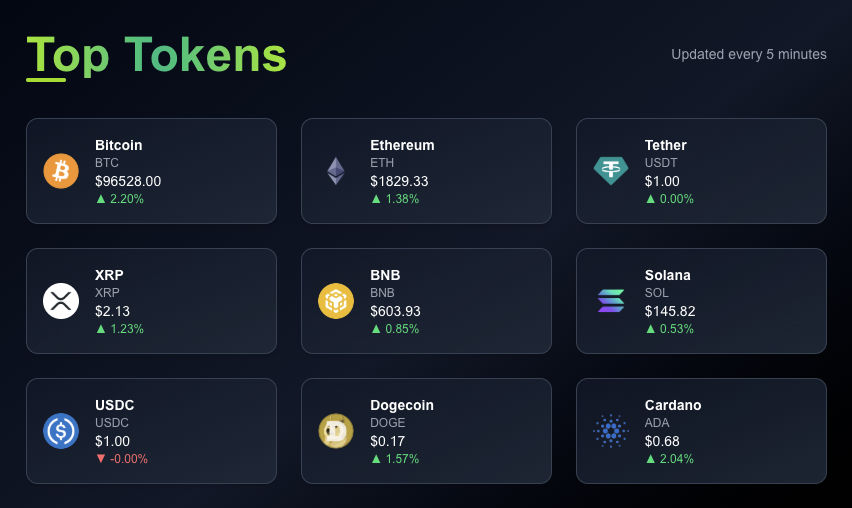 Top Tokens
Updated every 5 minutes
Bitcoin
BTC
$96528.00
▲ 2.20%
Ethereum
ETH
$1829.33
▲ 1.38%
Tether
USDT
$1.00
▲ 0.00%
XRP
XRP
$2.13
▲ 1.23%
BNB
BNB
$603.93
▲ 0.85%
Solana
SOL
$145.82
▲ 0.53%
USDC
USDC
$1.00
▼ -0.00%
Dogecoin
DOGE
$0.17
▲ 1.57%
Cardano
ADA
$0.68
▲ 2.04%